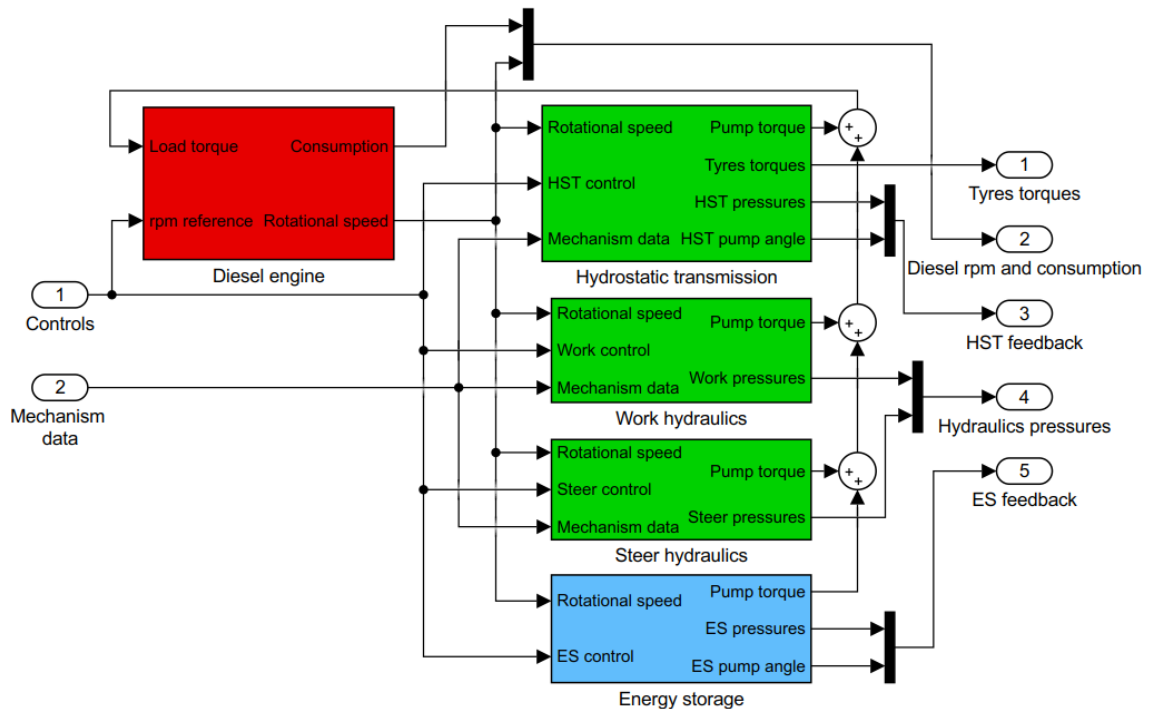 Load torque
Consumption
rpm reference
Rotational speed
Diesel engine
1
Controls
2
Mechanism
data
Rotational speed
Pump torque
Tyres torques
HST control
HST pressures
Mechanism data
HST pump angle
Hydrostatic transmission
+
+
Rotational speed
Pump torque
Work control
Work pressures
Mechanism data
Work hydraulics
+
+
Rotational speed
Pump torque
Steer control
Steer pressures
Mechanism data
Steer hydraulics
+
+
Pump torque
Rotational speed
ES pressures
ES control
ES pump angle
Energy storage
1
Tyres torques
2
Diesel rpm and consumption
3
HST feedback
4
Hydraulics pressures
5
ES feedback